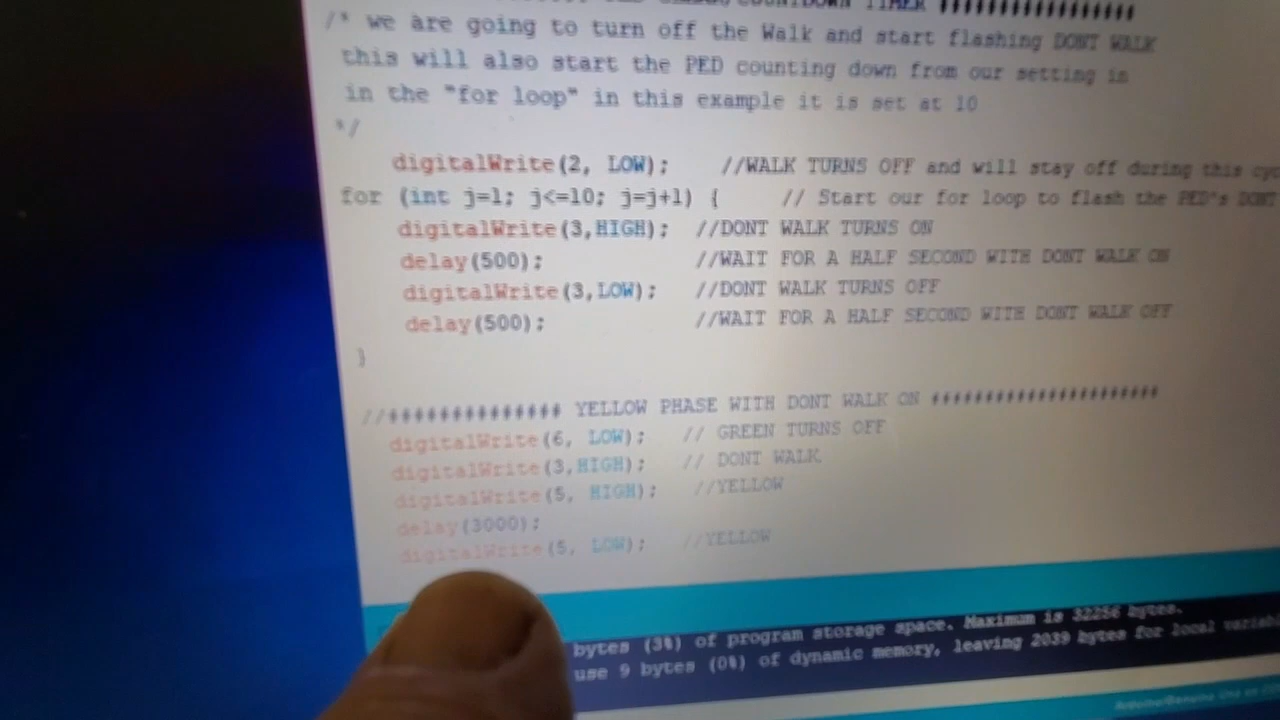 COUNTDOWN TIMER #################
/* we are going to turn off the Walk and start flashing DONT WALK
this will also start the PED counting down from our setting in
in the "for loop" in this example it is set at 10
*/
digitalWrite(2, LOW); //WALK TURNS OFF and will stay off during this cyc
for (int j=1; j<=10; j=j+1) { // Start our for loop to flash the PED's DONT
digitalWrite(3,HIGH); //DONT WALK TURNS ON
delay(500); //WAIT FOR A HALF SECOND WITH DONT WALK ON
digitalWrite(3,LOW); //DONT WALK TURNS OFF
delay(500); //WAIT FOR A HALF SECOND WITH DONT WALK OFF
}
//############## YELLOW PHASE WITH DONT WALK ON ######################
digitalWrite(6, LOW); // GREEN TURNS OFF
digitalWrite(3,HIGH); // DONT WALK
digitalWrite(5, HIGH); //YELLOW
delay(3000);
digitalWrite(5, LOW); //YELLOW
bytes (3%) of program storage space. Maximum is 32256 bytes.
use 9 bytes (0%) of dynamic memory, leaving 2039 bytes for local variab